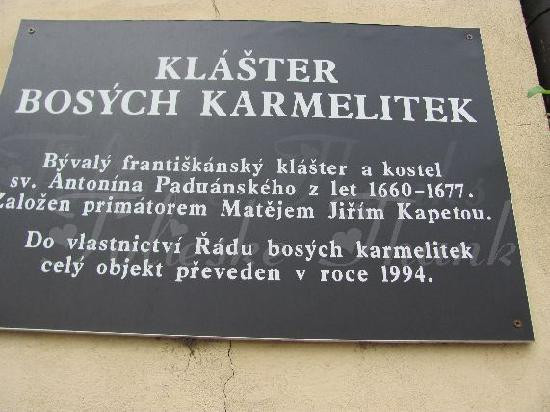 KLÁŠTER
BOSÝCH KARMELITEK
Bývalý františkánský klášter a kostel
sv. Antonína Paduánského z let 1660-1677.
Založen primátorem Matějem Jiřím Kapetou.
Do vlastnictví Řádu bosých karmelitek
celý objekt převeden v roce 1994.